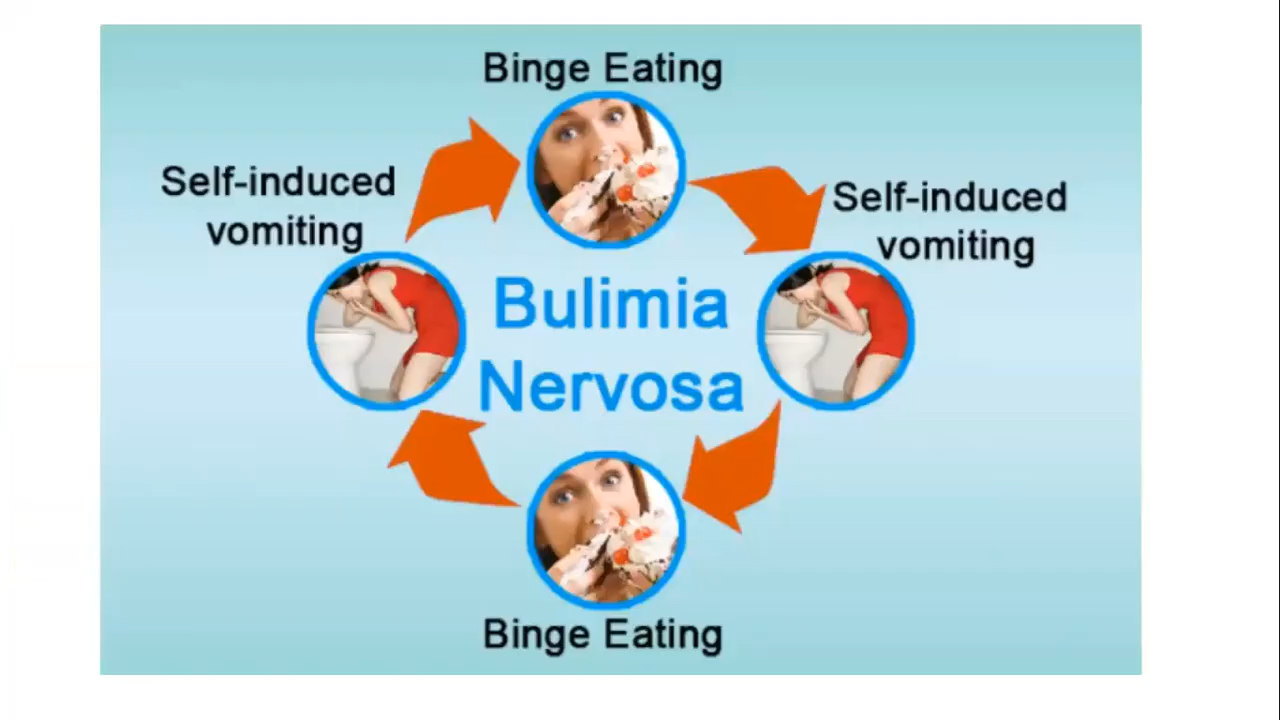 Binge Eating
Self-induced
vomiting
Self-induced
vomiting
Bulimia
Nervosa
Binge Eating